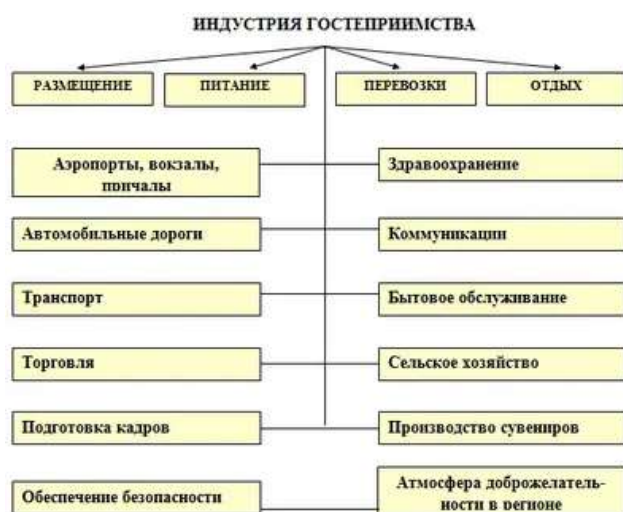 ИНДУСТРИЯ ГОСТЕПРИИМСТВА
РАЗМЕЩЕНИЕ
ПИТАНИЕ
ПЕРЕВОЗКИ
ОТДЫХ
Аэропорты, вокзалы,
причалы
Здравоохранение
Автомобильные дороги
Коммуникации
Транспорт
Бытовое обслуживание
Торговля
Сельское хозяйство
Подготовка кадров
Производство сувениров
Обеспечение безопасности
Атмосфера доброжелатель-
ности в регионе